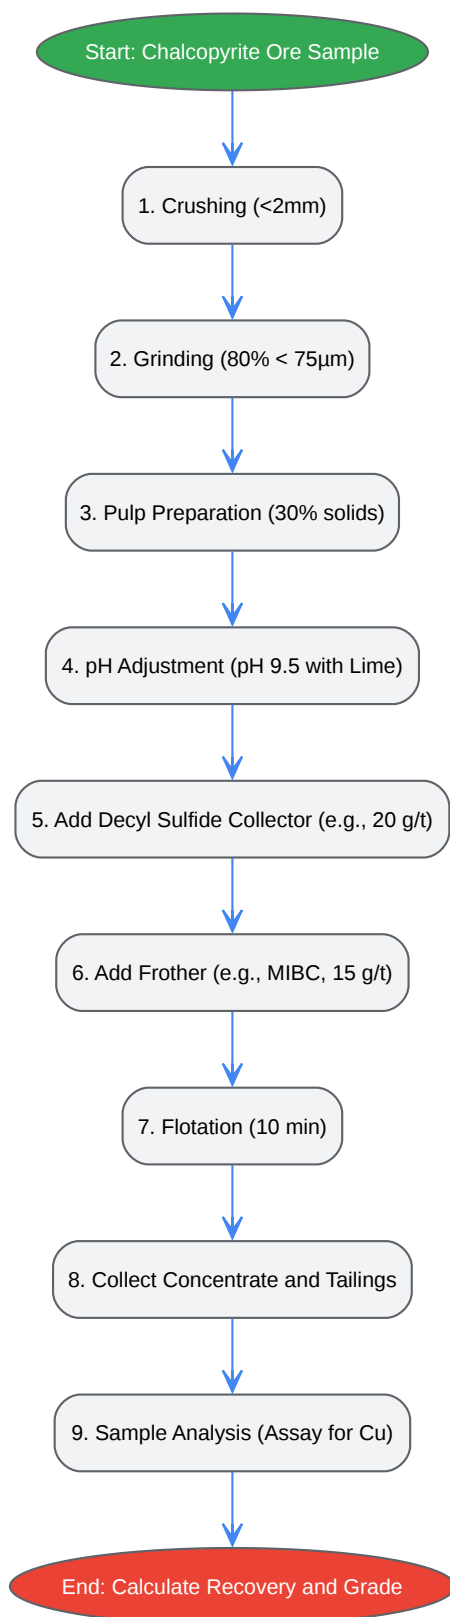 Start: Chalcopyrite Ore Sample
1. Crushing (<2mm)
2. Grinding (80% < 75µm)
3. Pulp Preparation (30% solids)
4. pH Adjustment (pH 9.5 with Lime)
5. Add Decyl Sulfide Collector (e.g., 20 g/t)
6. Add Frother (e.g., MIBC, 15 g/t)
7. Flotation (10 min)
8. Collect Concentrate and Tailings
9. Sample Analysis (Assay for Cu)
End: Calculate Recovery and Grade